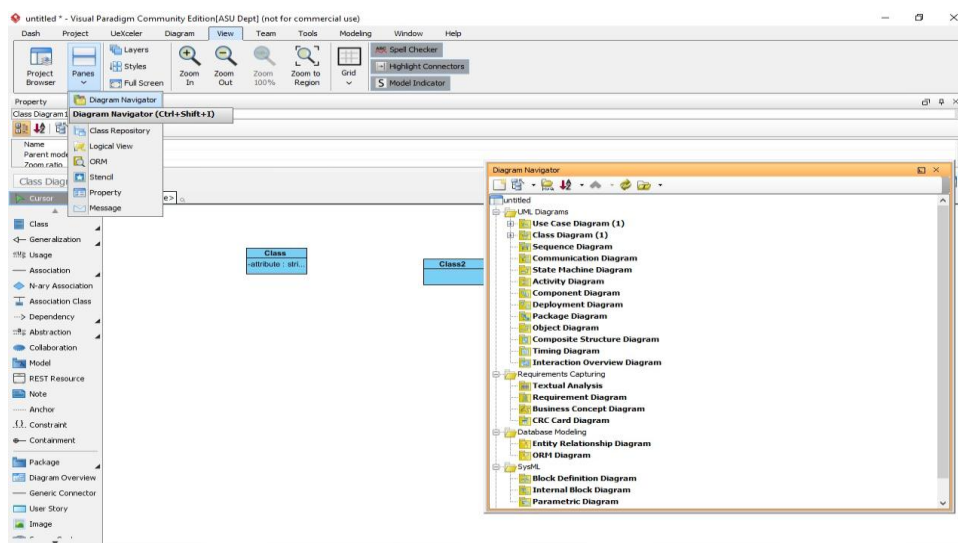 untitled * - Visual Paradigm Community Edition[ASU Dept] (not for commercial use)
Dash Project UeXceler Diagram View Team Tools Modeling Window Help
Project Browser
Panes
Layers
Styles
Full Screen
Zoom In
Zoom Out
Zoom 100%
Zoom to Region
Grid
Spell Checker
Highlight Connectors
Model Indicator
Property
Class Diagram1
Name
Parent mode
Zoom ratio
Diagram Navigator
Diagram Navigator (Ctrl+Shift+I)
Class Repository
Logical View
ORM
Stencil
Property
Message
Class Diagr
Cursor
Class
Generalization
Usage
Association
N-ary Association
Association Class
Dependency
Abstraction
Collaboration
Model
REST Resource
Note
Anchor
Constraint
Containment
Package
Diagram Overview
Generic Connector
User Story
Image
Class
-attribute : stri...
Class2
Diagram Navigator
untitled
UML Diagrams
Use Case Diagram (1)
Class Diagram (1)
Sequence Diagram
Communication Diagram
State Machine Diagram
Activity Diagram
Component Diagram
Deployment Diagram
Package Diagram
Object Diagram
Composite Structure Diagram
Timing Diagram
Interaction Overview Diagram
Requirements Capturing
Textual Analysis
Requirement Diagram
Business Concept Diagram
CRC Card Diagram
Database Modeling
Entity Relationship Diagram
ORM Diagram
SysML
Block Definition Diagram
Internal Block Diagram
Parametric Diagram